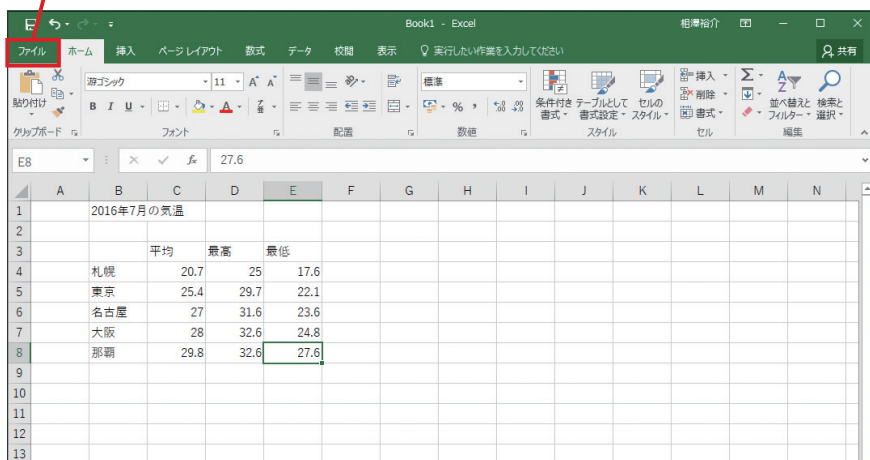 Book1 - Excel 相澤裕介
ファイル ホーム 挿入 ページ レイアウト 数式 データ 校閲 表示 実行したい作業を入力してください 共有
貼り付け 游ゴシック 11 A A 標準 条件付き 書式 テーブルとして 書式設定 セルの スタイル 挿入 削除 書式 並べ替えと フィルター 検索と 選択
B I U A % ,
クリップボード フォント 配置 数値 スタイル セル 編集
E8 fx 27.6
A B C D E F G H I J K L M N
1 2016年7月の気温
2
3 平均 最高 最低
4 札幌 20.7 25 17.6
5 東京 25.4 29.7 22.1
6 名古屋 27 31.6 23.6
7 大阪 28 32.6 24.8
8 那覇 29.8 32.6 27.6
9
10
11
12
13